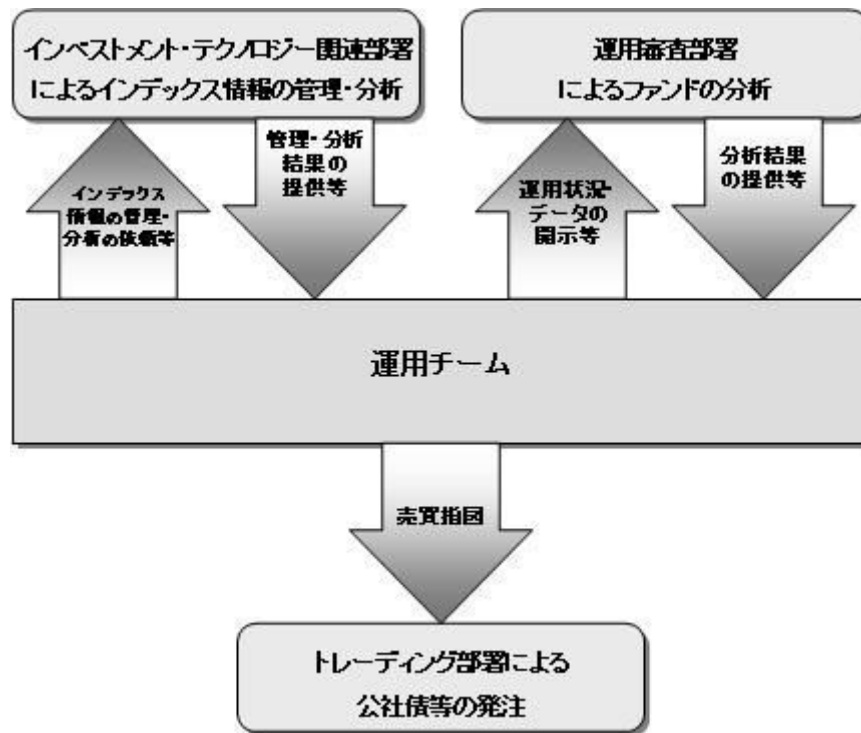 インベストメント・テクノロジー関連部署
によるインデックス情報の管理・分析
運用審査部署
によるファンドの分析
インデックス
情報の管理・
分析の依頼等
管理・分析
結果の
提供等
運用状況・
データの
開示等
分析結果
の提供等
運用チーム
売買指図
トレーディング部署による
公社債等の発注